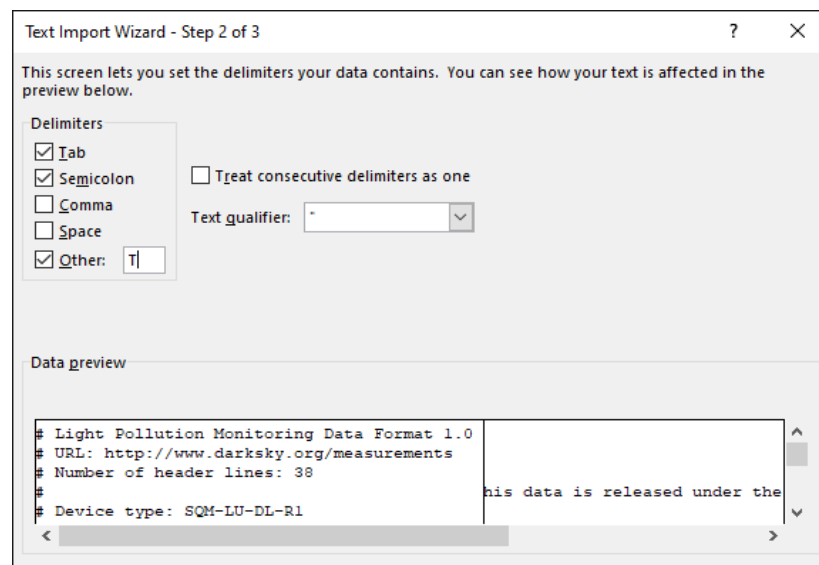 Text Import Wizard - Step 2 of 3
?
This screen lets you set the delimiters your data contains.  You can see how your text is affected in the
preview below.
Delimiters
Tab
Semicolon
Comma
Space
Other: T
Treat consecutive delimiters as one
Text qualifier: "
Data preview
# Light Pollution Monitoring Data Format 1.0
# URL: http://www.darksky.org/measurements
# Number of header lines: 38
# his data is released under the
# Device type: SQM-LU-DL-R1